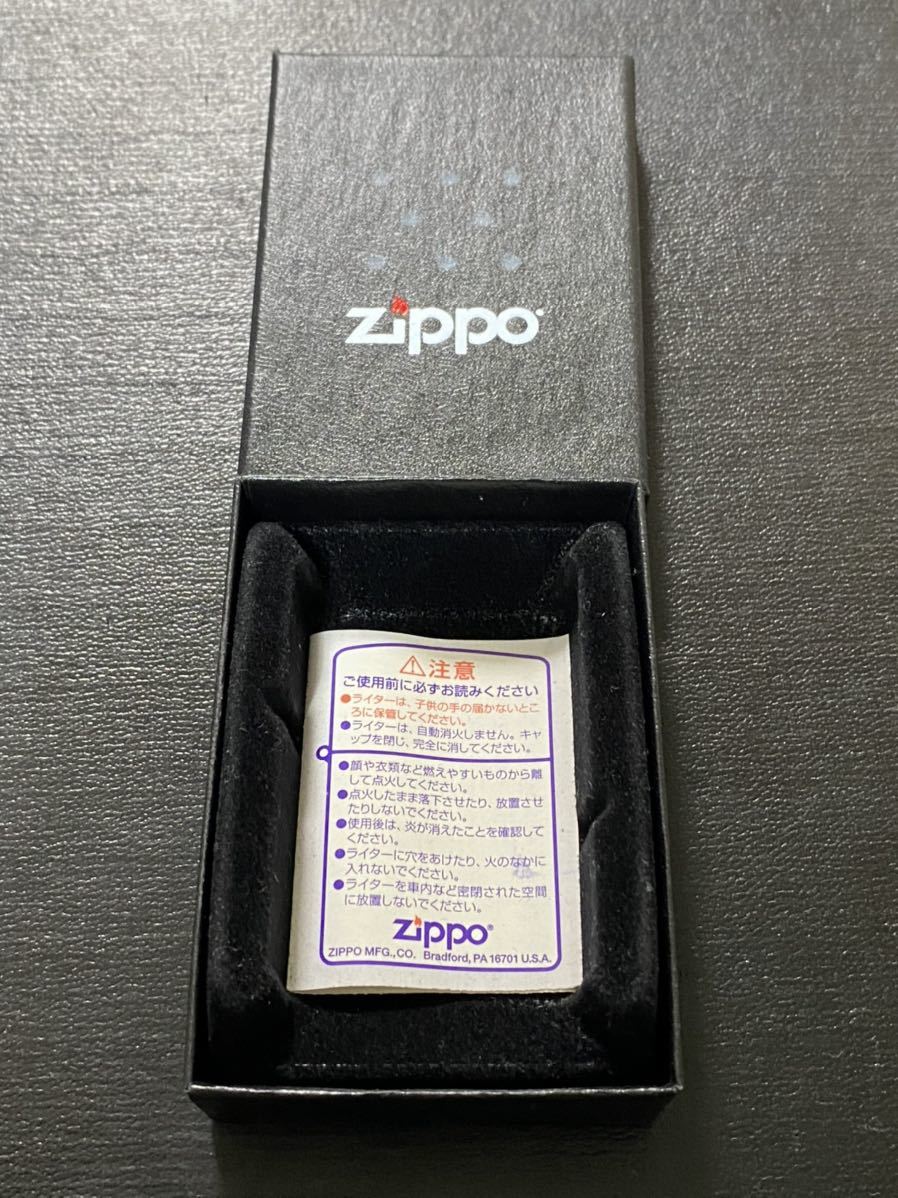 zippo
⚠注意
ご使用前に必ずお読みください
●ライターは、子供の手の届かないとこ
ろに保管してください。
●ライターは、自動消火しません。キャ
ップを閉じ、完全に消してください。
●顔や衣類など燃えやすいものから離
して点火してください。
●点火したまま落下させたり、放置させ
たりしないでください。
●使用後は、炎が消えたことを確認して
ください。
●ライターに穴をあけたり、火のなかに
入れないでください。
●ライターを車内など密閉された空間
に放置しないでください。
zippo®
ZIPPO MFG.,CO. Bradford, PA 16701 U.S.A.